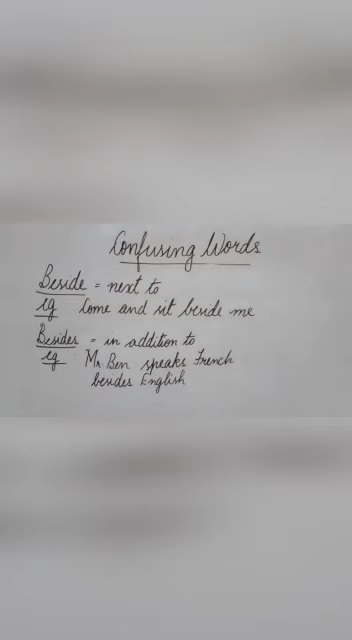 Confusing Words
Beside = next to
eg Come and sit beside me
Besides = in addition to
eg Mr Ben speaks French
besides English